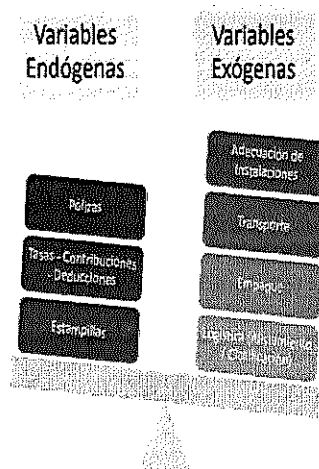 Variables
Endógenas
Variables
Exógenas
Pólizas
Tasas - Contribuciones
- Deducciones
Estampillas
Adecuación de
Instalaciones
Transporte
Empaque